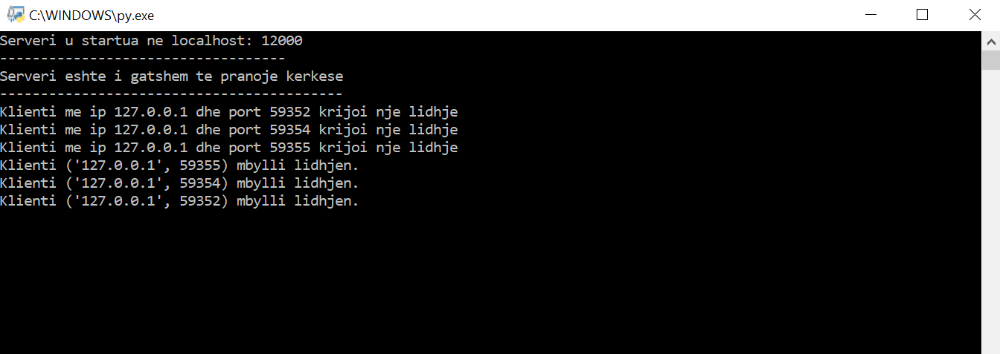 C:\WINDOWS\py.exe
Serveri u startua ne localhost: 12000
-----------------------------------
Serveri eshte i gatshem te pranoje kerkese
------------------------------------------
Klienti me ip 127.0.0.1 dhe port 59352 krijoi nje lidhje
Klienti me ip 127.0.0.1 dhe port 59354 krijoi nje lidhje
Klienti me ip 127.0.0.1 dhe port 59355 krijoi nje lidhje
Klienti ('127.0.0.1', 59355) mbylli lidhjen.
Klienti ('127.0.0.1', 59354) mbylli lidhjen.
Klienti ('127.0.0.1', 59352) mbylli lidhjen.